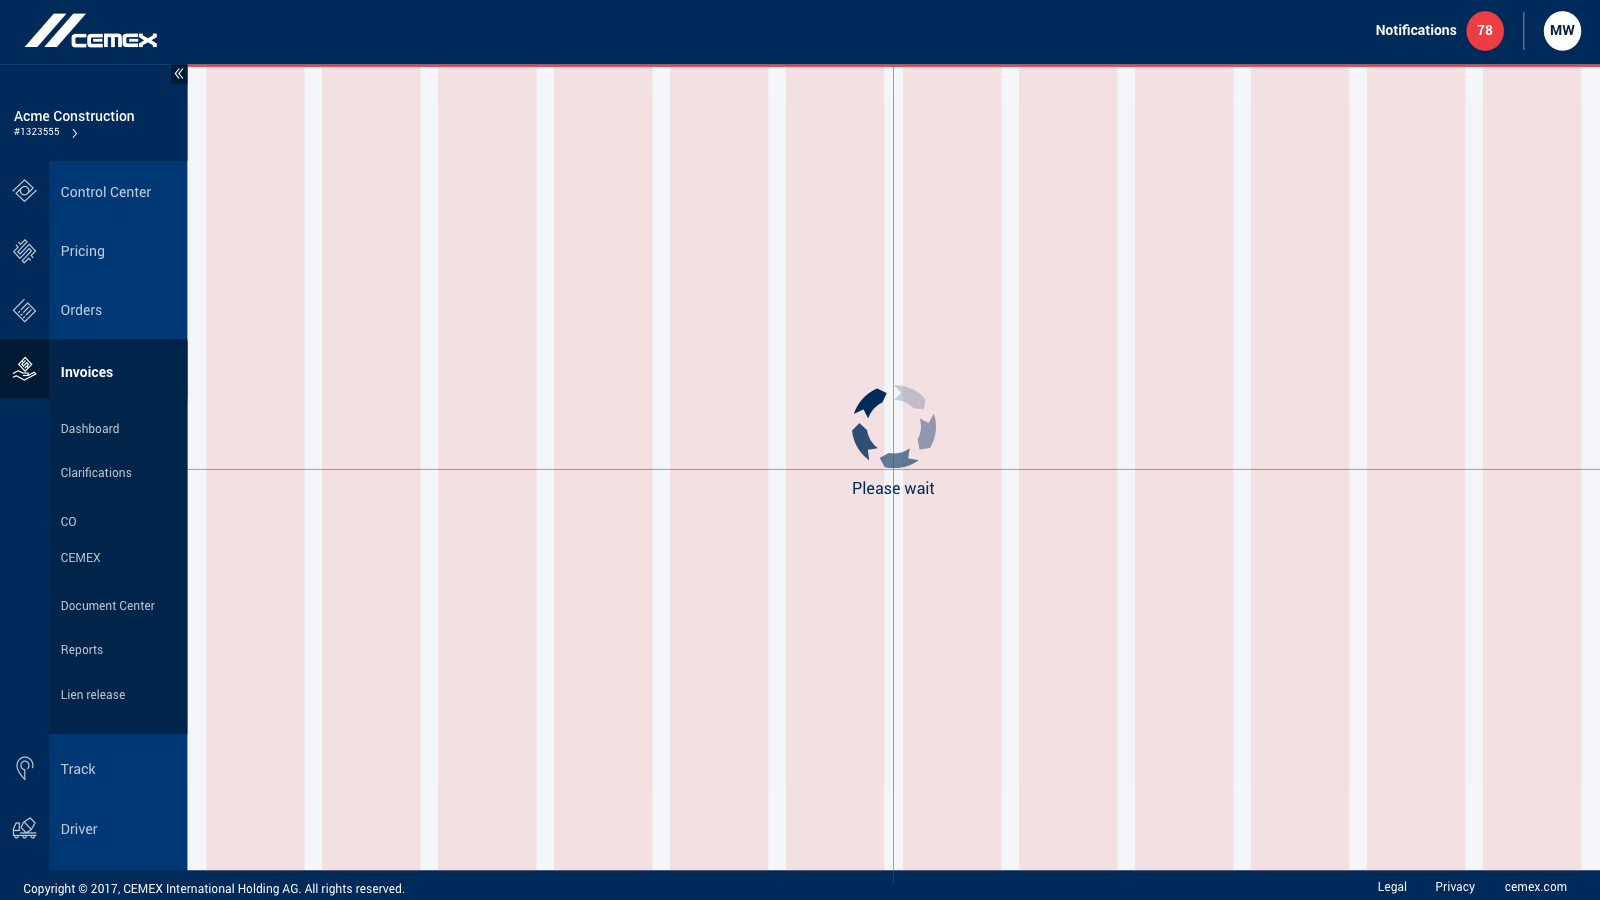 CEMEX
Notifications 78 MW
Acme Construction
#1323555
Control Center
Pricing
Orders
Invoices
Dashboard
Clarifications
CO
CEMEX
Document Center
Reports
Lien release
Track
Driver
Please wait
Copyright © 2017, CEMEX International Holding AG. All rights reserved.
Legal Privacy cemex.com